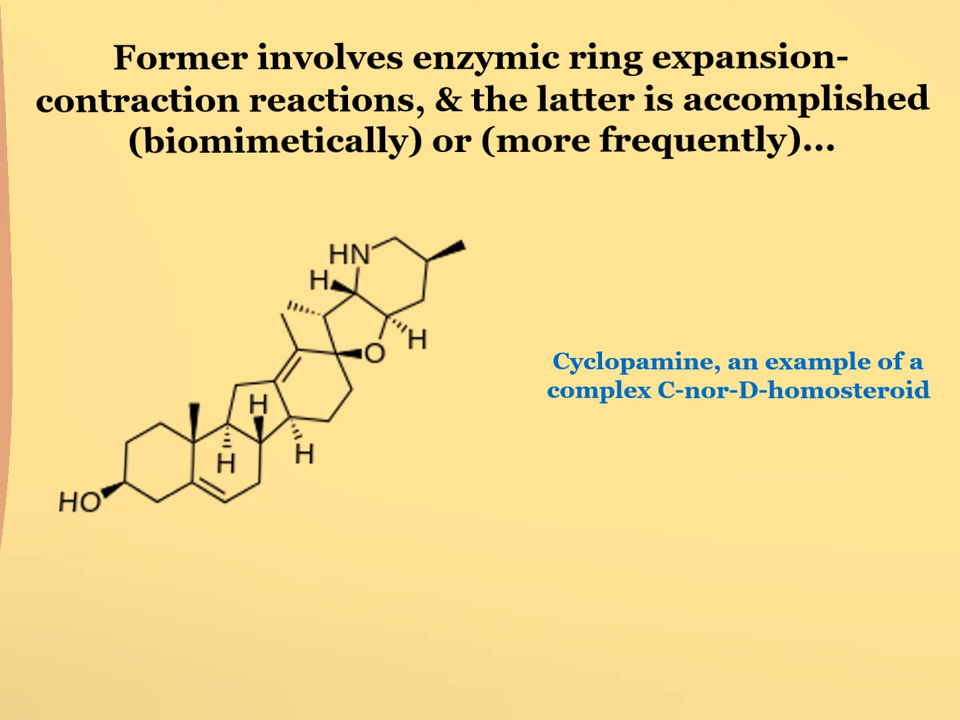 Former involves enzymic ring expansion-
contraction reactions, & the latter is accomplished
(biomimetically) or (more frequently)...
HN
H
H
O
H
H
H
HO
Cyclopamine, an example of a
complex C-nor-D-homosteroid